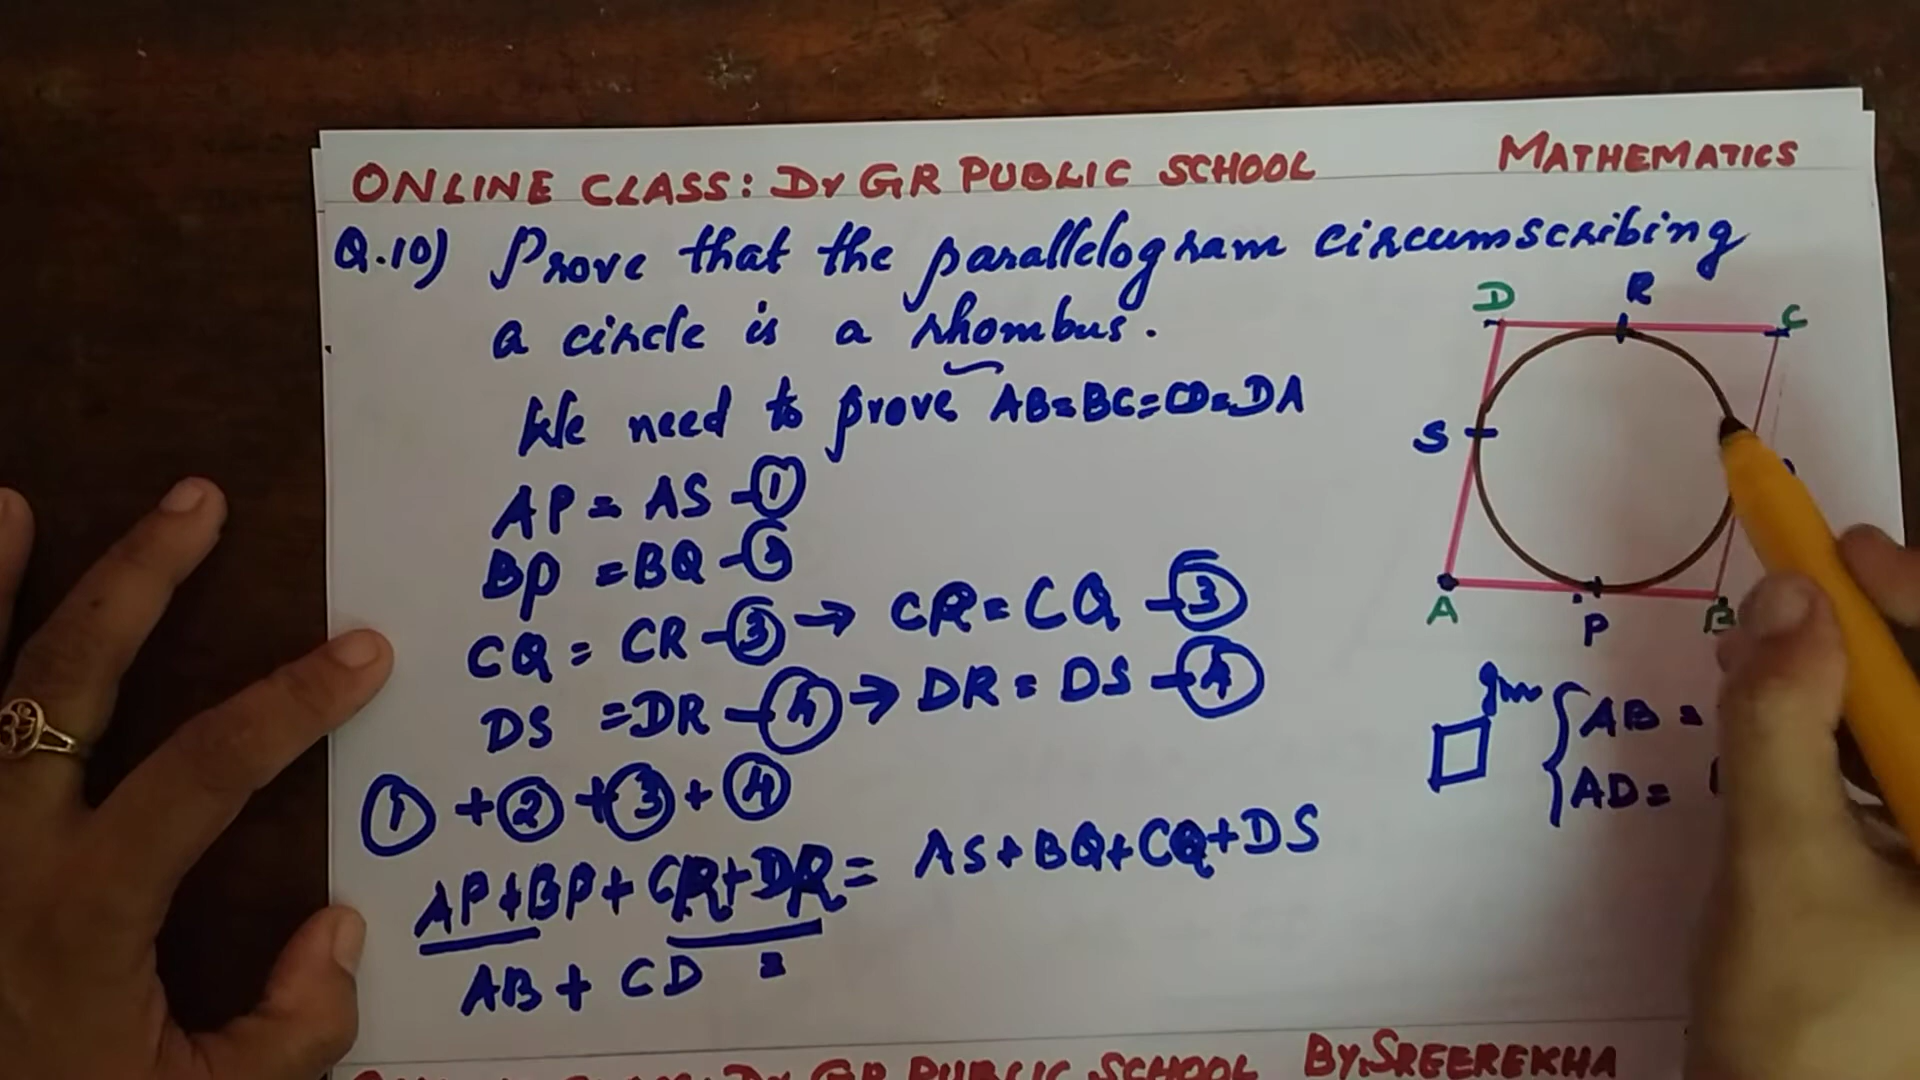 ONLINE CLASS: Dr GR PUBLIC SCHOOL MATHEMATICS
Q.10) Prove that the parallelogram circumscribing
a circle is a rhombus.
We need to prove AB=BC=CD=DA
AP = AS -①
BP = BQ -②
CQ = CR -③ → CR = CQ -③
DS = DR -④ → DR = DS -④
① + ② + ③ + ④
AP+BP+CR+DR = AS+BQ+CQ+DS
AB + CD =
D R C
S
A P B
gm
AB =
AD =
PUBLIC SCHOOL BY.SREEREKHA